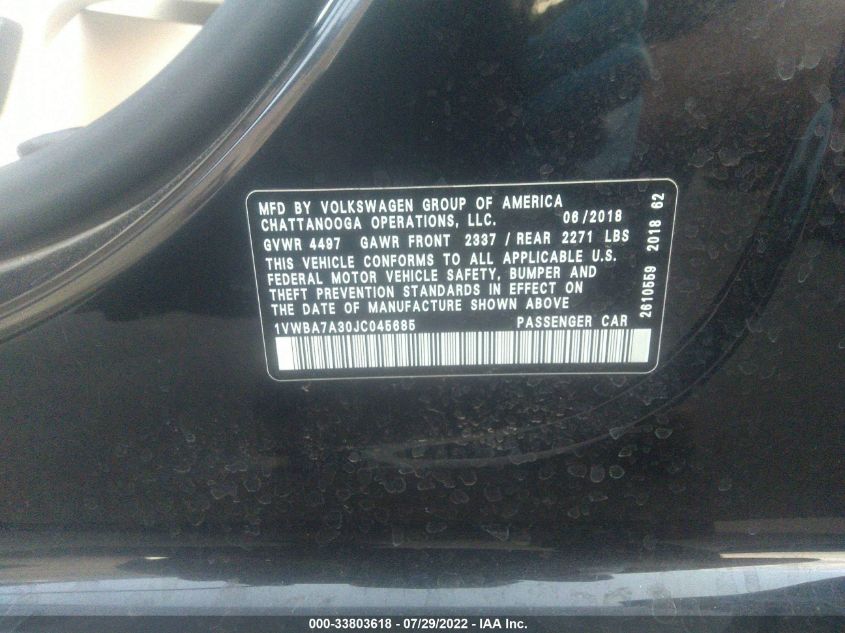 MFD BY VOLKSWAGEN GROUP OF AMERICA
CHATTANOOGA OPERATIONS, LLC. 06/2018
GVWR 4497 GAWR FRONT 2337 / REAR 2271 LBS
THIS VEHICLE CONFORMS TO ALL APPLICABLE U.S.
FEDERAL MOTOR VEHICLE SAFETY, BUMPER AND
THEFT PREVENTION STANDARDS IN EFFECT ON
THE DATE OF MANUFACTURE SHOWN ABOVE
1VWBA7A30JC045685 PASSENGER CAR
2610559 2018 62
000-33803618 - 07/29/2022 - IAA Inc.